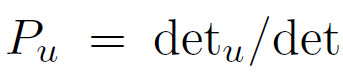 P_u = det_u/det